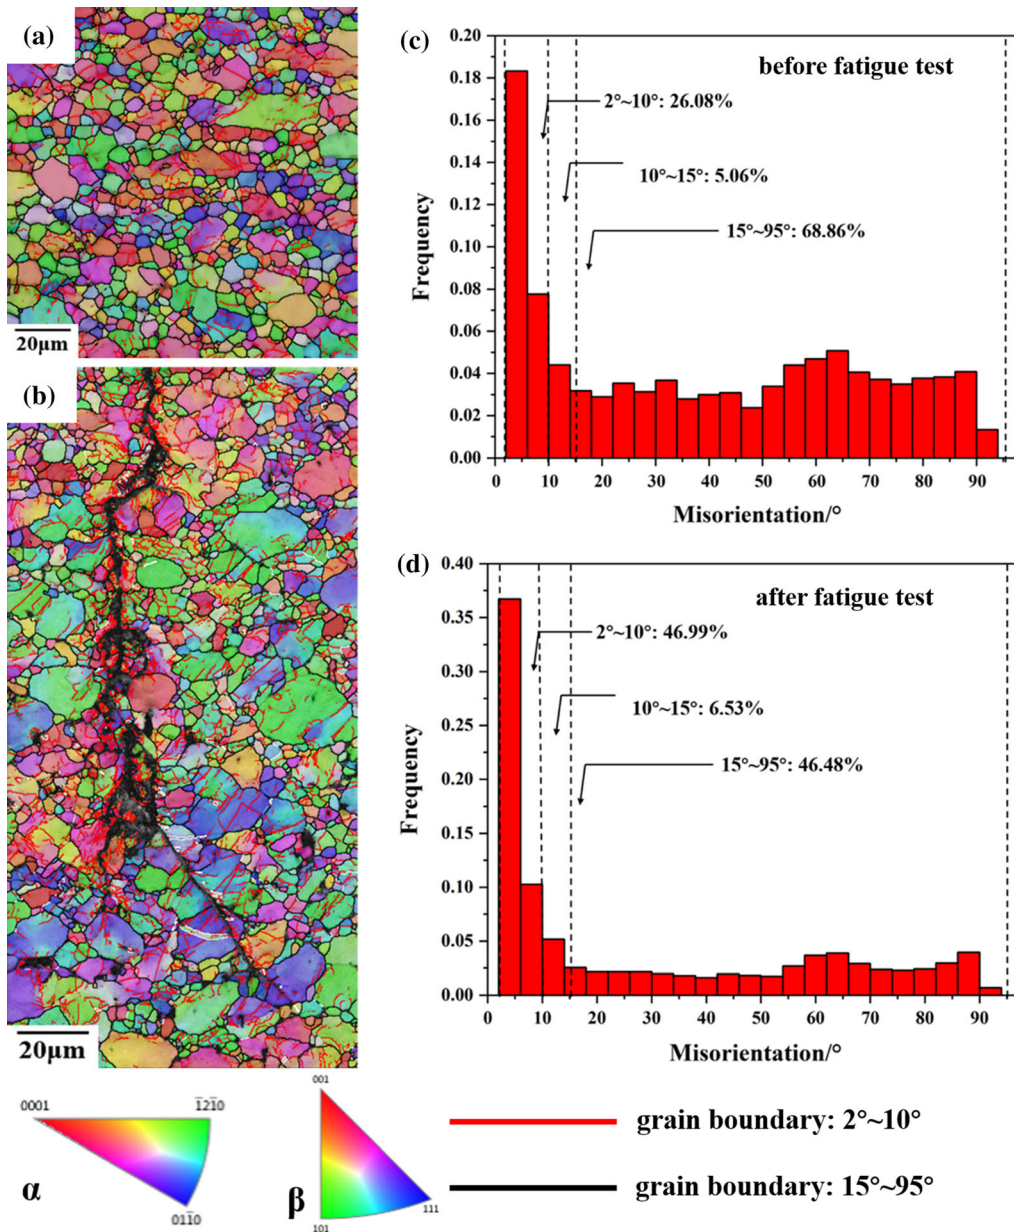 (a)
20μm
(b)
20μm
(c)
before fatigue test
2°~10°: 26.08%
10°~15°: 5.06%
15°~95°: 68.86%
Frequency
0.20
0.18
0.16
0.14
0.12
0.10
0.08
0.06
0.04
0.02
0.00
0 10 20 30 40 50 60 70 80 90
Misorientation/°
(d)
after fatigue test
2°~10°: 46.99%
10°~15°: 6.53%
15°~95°: 46.48%
Frequency
0.40
0.35
0.30
0.25
0.20
0.15
0.10
0.05
0.00
0 10 20 30 40 50 60 70 80 90
Misorientation/°
0001
1̅21̅0
011̅0
α
001
101
111
β
grain boundary: 2°~10°
grain boundary: 15°~95°